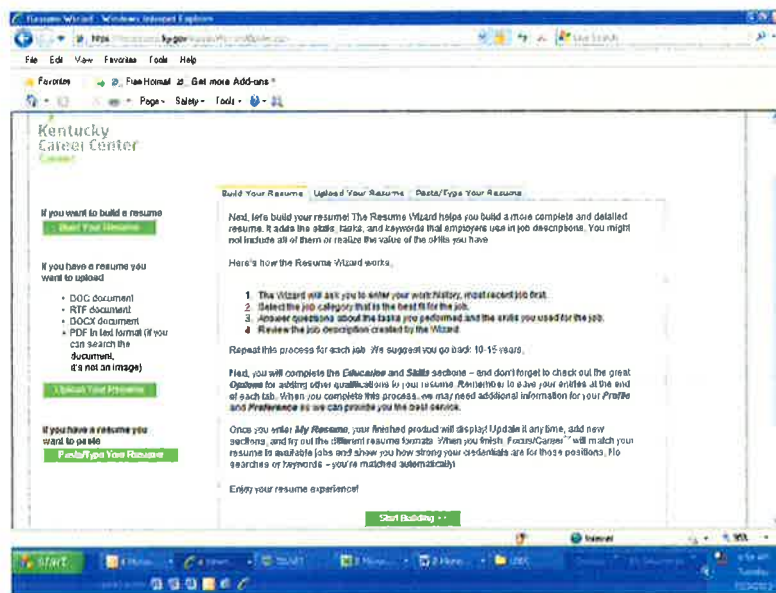 Resume Wizard - Windows Internet Explorer
https
ky.gov
Live Search
File Edit View Favorites Tools Help
Favorites Free Hotmail Get more Add-ons
Page Safety Tools
Kentucky
Career Center
Build Your Resume Upload Your Resume Paste/Type Your Resume
If you want to build a resume
Build Your Resume
If you have a resume you
want to upload
DOC document
RTF document
DOCX document
PDF in text format (if you
can search the
document,
it's not an image)
Upload Your Resume
If you have a resume you
want to paste
Paste/Type Your Resume
Next, let's build your resume! The Resume Wizard helps you build a more complete and detailed
resume. It adds the skills, tasks, and keywords that employers use in job descriptions. You might
not include all of them or realize the value of the skills you have
Here's how the Resume Wizard works.
1. The Wizard will ask you to enter your work history, most recent job first.
2. Select the job category that is the best fit for the job.
3. Answer questions about the tasks you performed and the skills you used for the job.
4. Review the job description created by the Wizard
Repeat this process for each job. We suggest you go back 10-15 years.
Next, you will complete the Education and Skills sections – and don't forget to check out the great
Options for adding other qualifications to your resume. Remember to save your entries at the end
of each tab. When you complete this process, we may need additional information for your Profile
and Preference so we can provide you the best service.
Once you enter My Resume, your finished product will display! Update it any time, add new
sections, and try out the different resume formats. When you finish, Focus/Career™ will match your
resume to available jobs and show you how strong your credentials are for those positions. No
searches or keywords – you're matched automatically!
Enjoy your resume experience!
Start Building
Internet
start
Tuesday